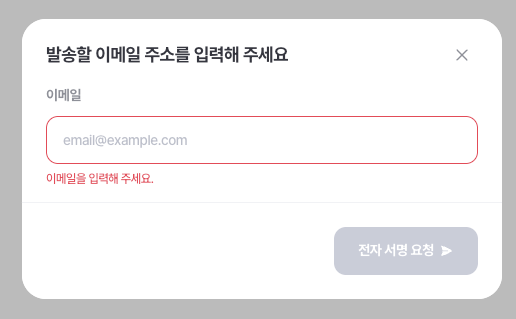 발송할 이메일 주소를 입력해 주세요
이메일
email@example.com
이메일을 입력해 주세요.
전자 서명 요청